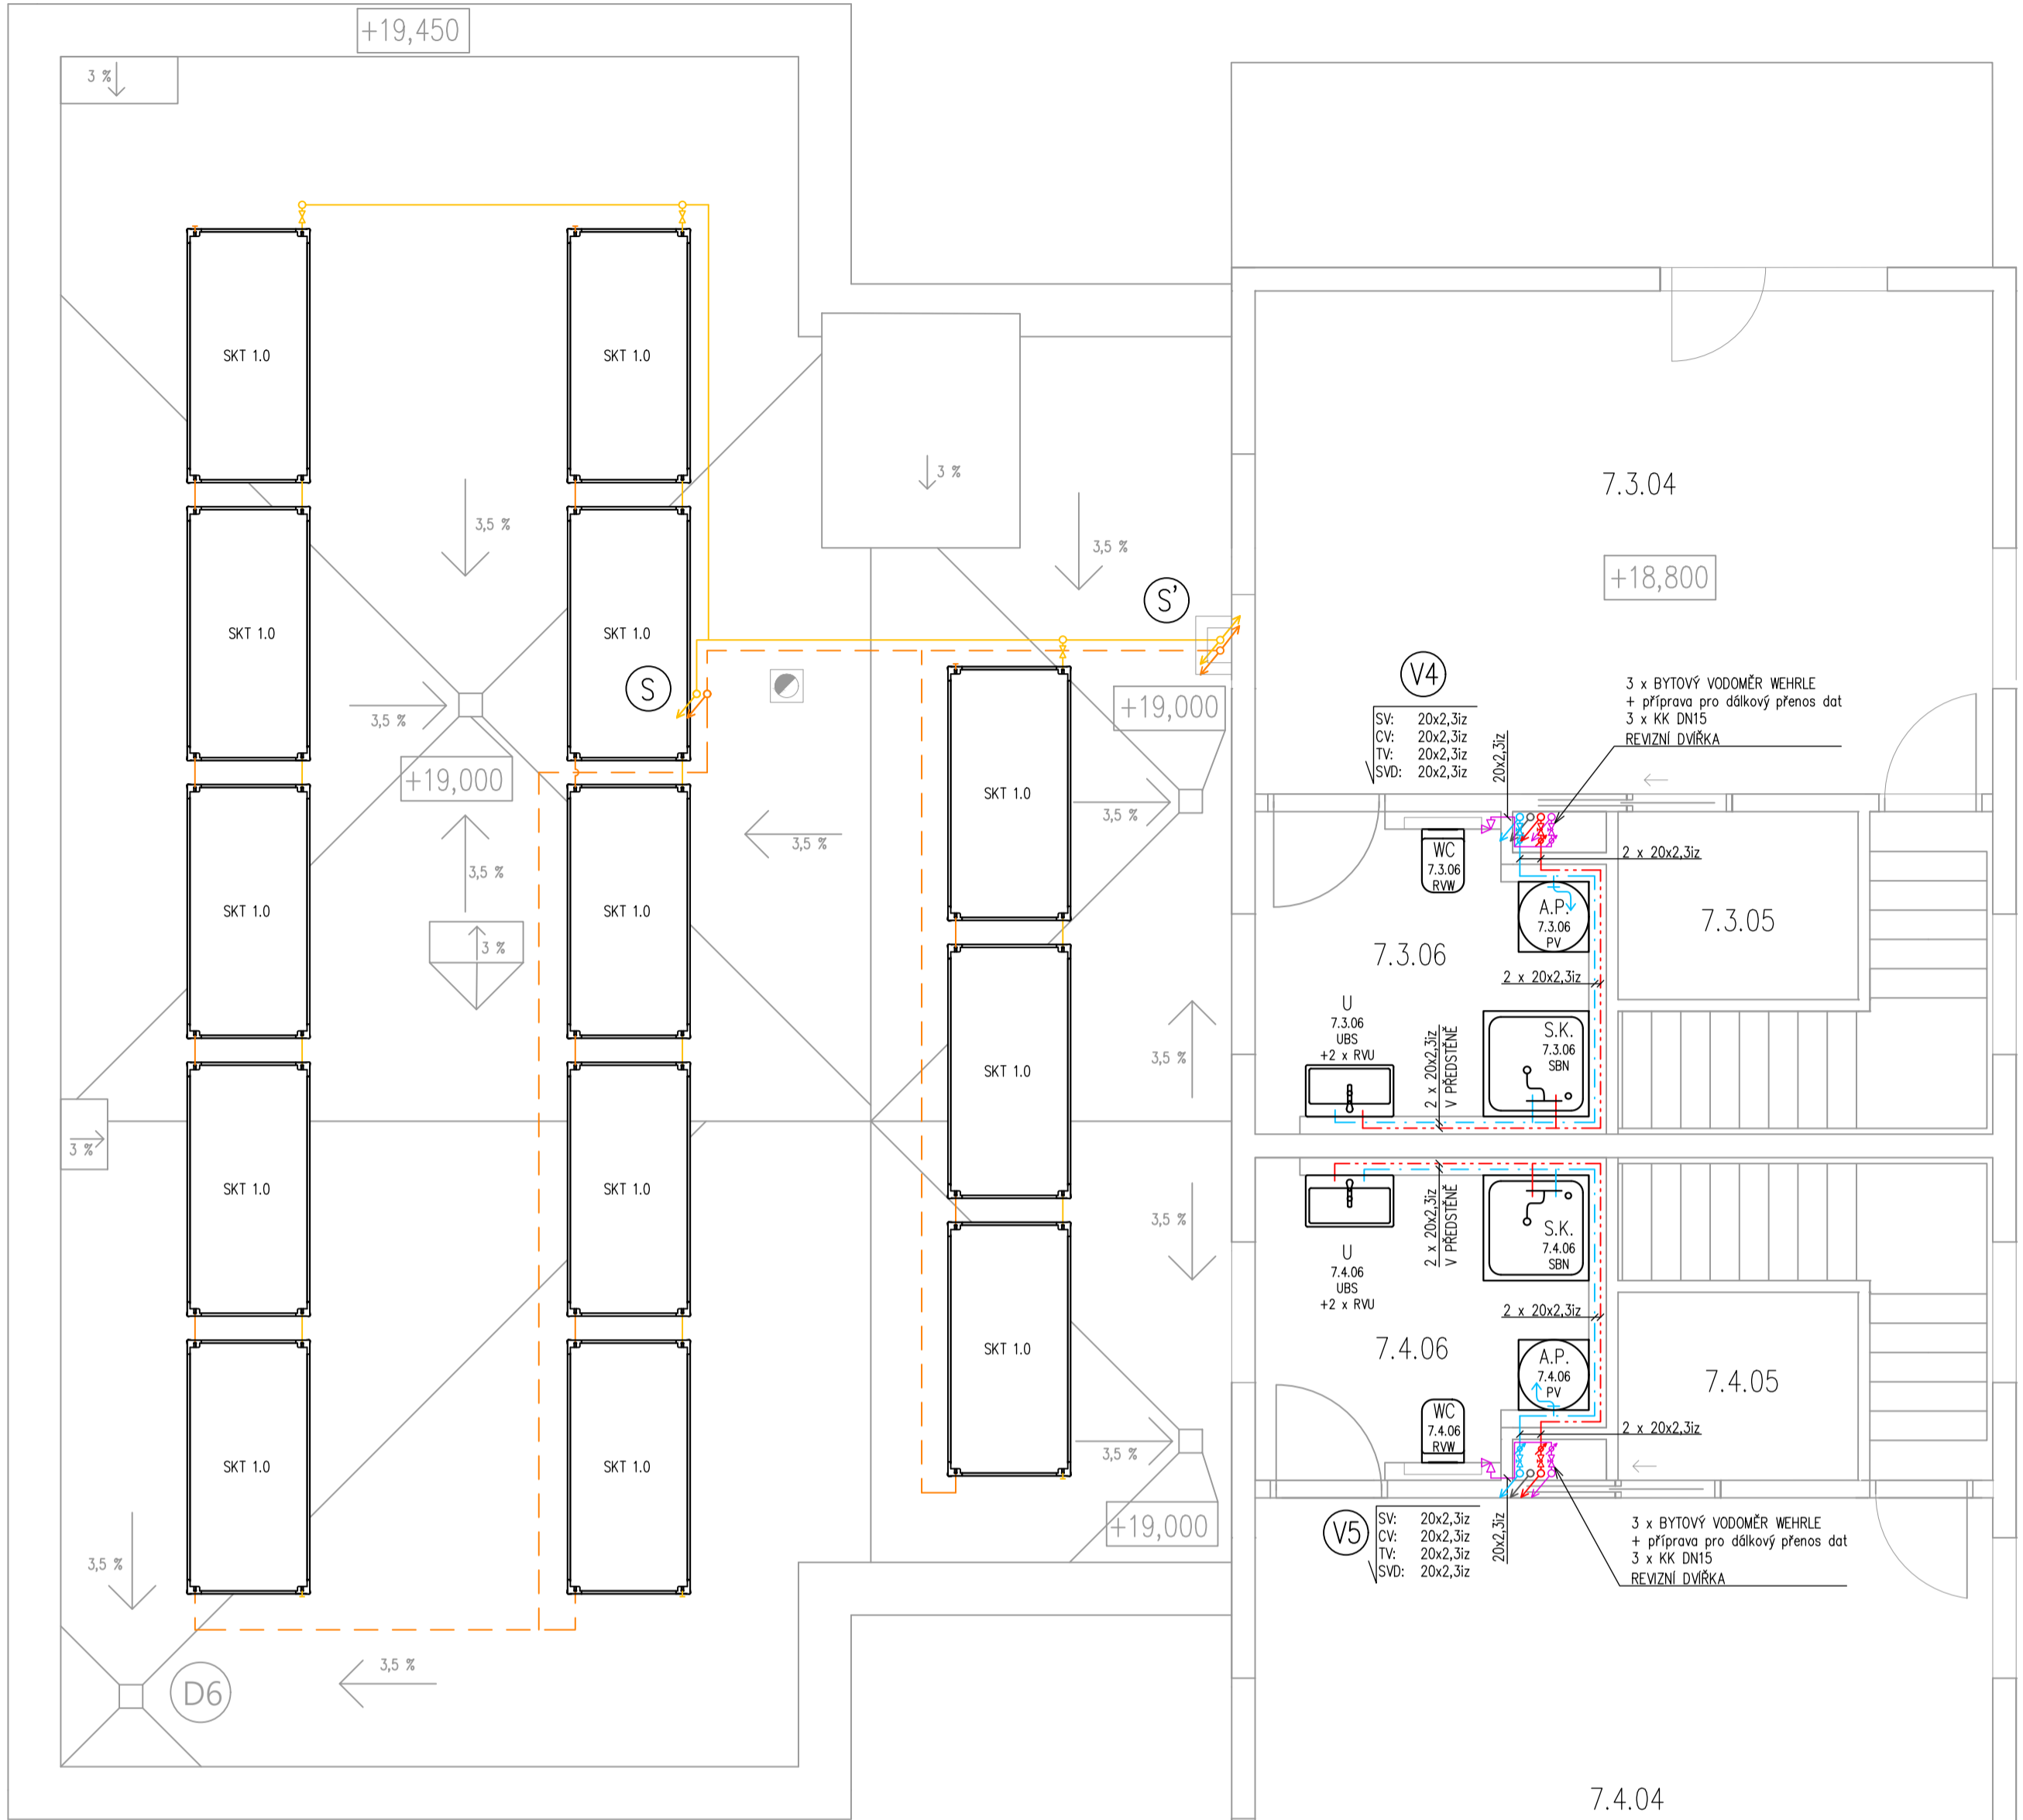 +19,450
3 %
SKT 1.0
SKT 1.0
3 %
3,5 %
3,5 %
7.3.04
+18,800
S'
SKT 1.0
SKT 1.0
S
3,5 %
+19,000
+19,000
V4
SV: 20x2,3iz
CV: 20x2,3iz
TV: 20x2,3iz
SVD: 20x2,3iz
20x2,3iz
3 x BYTOVÝ VODOMĚR WEHRLE
+ příprava pro dálkový přenos dat
3 x KK DN15
REVIZNÍ DVÍŘKA
SKT 1.0
3,5 %
3,5 %
3,5 %
WC
7.3.06
RVW
2 x 20x2,3iz
A.P.
7.3.06
PV
7.3.05
SKT 1.0
SKT 1.0
3 %
7.3.06
2 x 20x2,3iz
U
7.3.06
UBS
+2 x RVU
2 x 20x2,3iz
V PŘEDSTĚNĚ
S.K.
7.3.06
SBN
3,5 %
SKT 1.0
3 %
SKT 1.0
SKT 1.0
3,5 %
2 x 20x2,3iz
V PŘEDSTĚNĚ
S.K.
7.4.06
SBN
U
7.4.06
UBS
+2 x RVU
2 x 20x2,3iz
SKT 1.0
7.4.06
A.P.
7.4.06
PV
7.4.05
WC
7.4.06
RVW
2 x 20x2,3iz
3,5 %
SKT 1.0
SKT 1.0
+19,000
V5
SV: 20x2,3iz
CV: 20x2,3iz
TV: 20x2,3iz
SVD: 20x2,3iz
20x2,3iz
3 x BYTOVÝ VODOMĚR WEHRLE
+ příprava pro dálkový přenos dat
3 x KK DN15
REVIZNÍ DVÍŘKA
3,5 %
3,5 %
D6
7.4.04